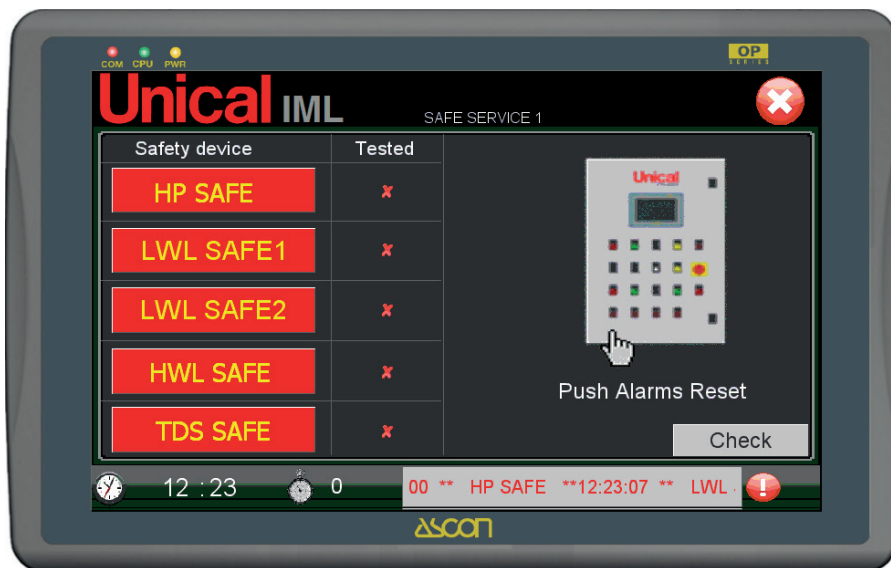 COM CPU PWR
OP
SERIES
Unical IML
SAFE SERVICE 1
Safety device Tested
HP SAFE
LWL SAFE1
LWL SAFE2
HWL SAFE
TDS SAFE
Unical
Push Alarms Reset
Check
12 : 23 0 00 ** HP SAFE **12:23:07 ** LWL
ascon